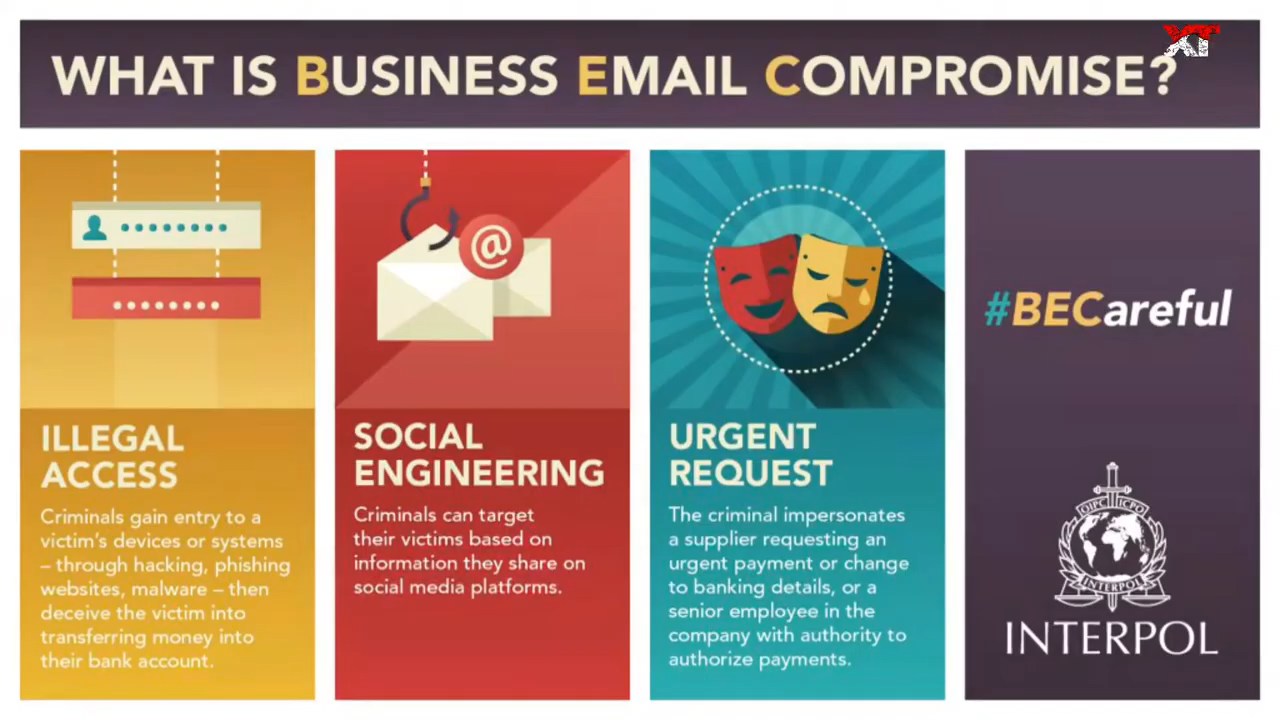 WHAT IS BUSINESS EMAIL COMPROMISE?
XT
ILLEGAL
ACCESS
Criminals gain entry to a
victim's devices or systems
– through hacking, phishing
websites, malware – then
deceive the victim into
transferring money into
their bank account.
@
SOCIAL
ENGINEERING
Criminals can target
their victims based on
information they share on
social media platforms.
URGENT
REQUEST
The criminal impersonates
a supplier requesting an
urgent payment or change
to banking details, or a
senior employee in the
company with authority to
authorize payments.
#BECareful
OIPC ICPO
INTERPOL
INTERPOL